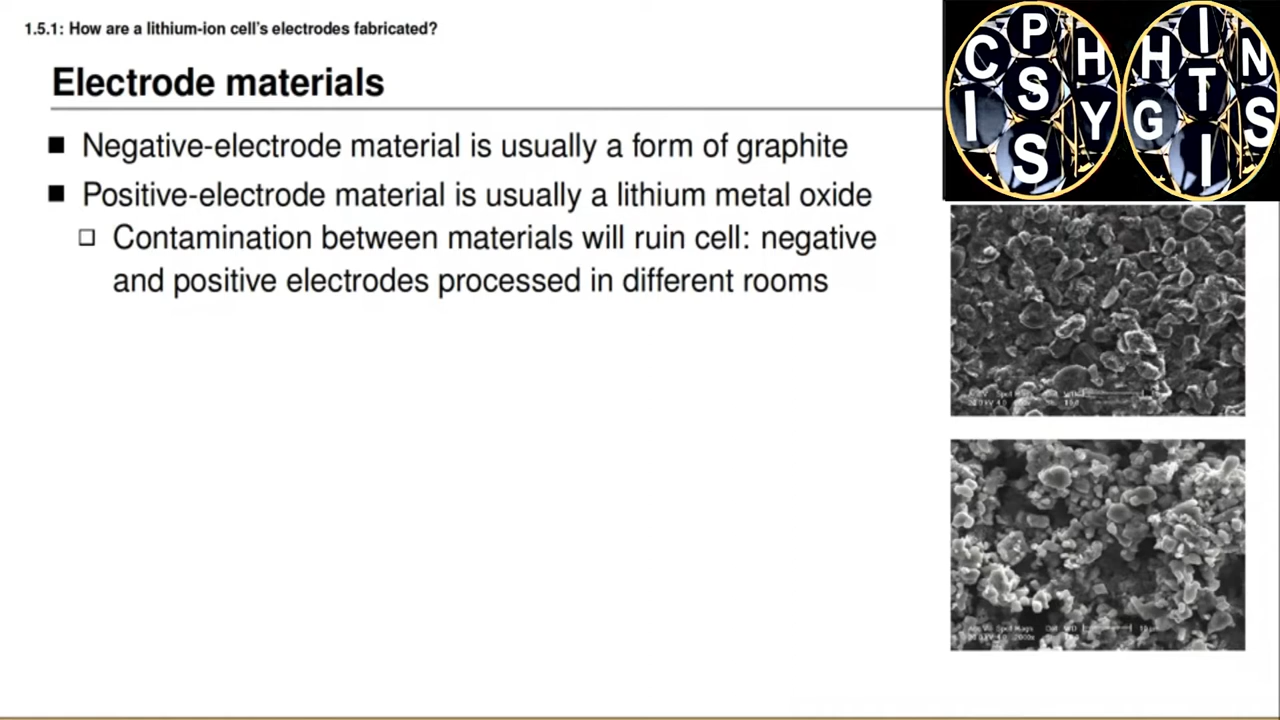 1.5.1: How are a lithium-ion cell's electrodes fabricated?
Electrode materials
Negative-electrode material is usually a form of graphite
Positive-electrode material is usually a lithium metal oxide
Contamination between materials will ruin cell: negative
and positive electrodes processed in different rooms
P
C H
S
I Y
S
I
H N
T
G S
I